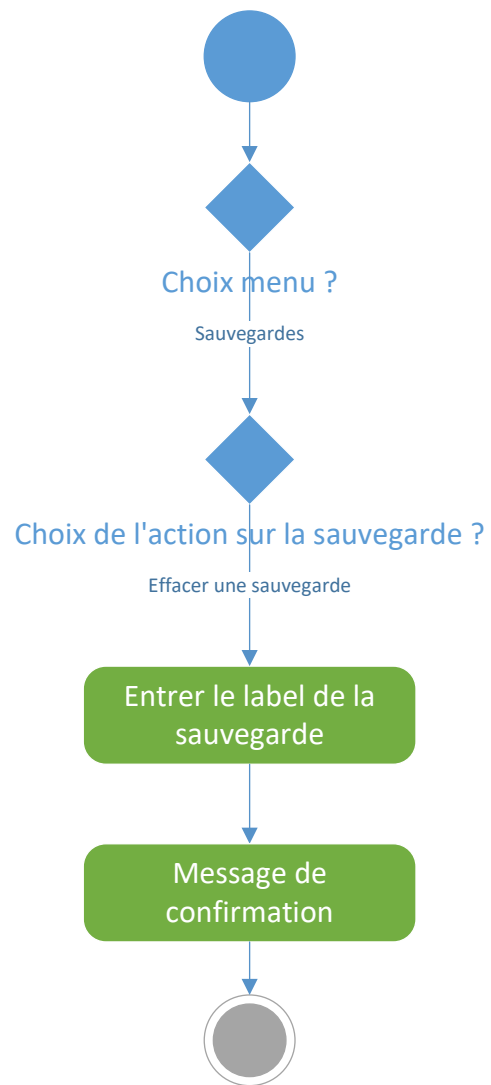 Choix menu ?
Sauvegardes
Choix de l'action sur la sauvegarde ?
Effacer une sauvegarde
Entrer le label de la
sauvegarde
Message de
confirmation